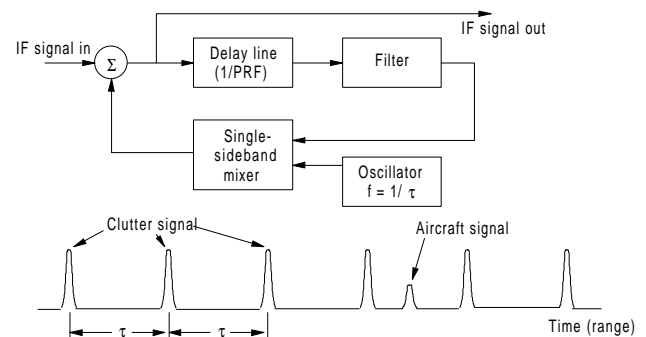 IF signal in
Σ
IF signal out
Delay line
(1/PRF)
Filter
Single-
sideband
mixer
Oscillator
f = 1/ τ
Clutter signal
Aircraft signal
τ
τ
Time (range)